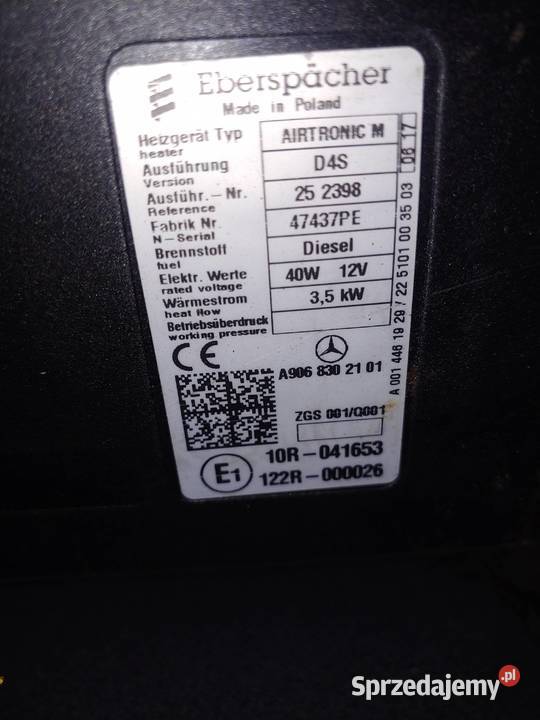 Eberspächer
Made in Poland
Heizgerät Typ AIRTRONIC M
heater
Ausführung D4S
Version
Ausführ.- Nr. 25 2398
Reference
Fabrik Nr. 47437PE
N-Serial
Brennstoff Diesel
fuel
Elektr. Werte 40W 12V
rated voltage
Wärmestrom 3,5 kW
heat flow
Betriebsüberdruck
working pressure
CE
A906 830 21 01
ZGS 001/Q001
10R-041653
E1
122R-000026
A 001 446 19 29 / 22 5101 00 35 03 06 17
Sprzedajemy.pl